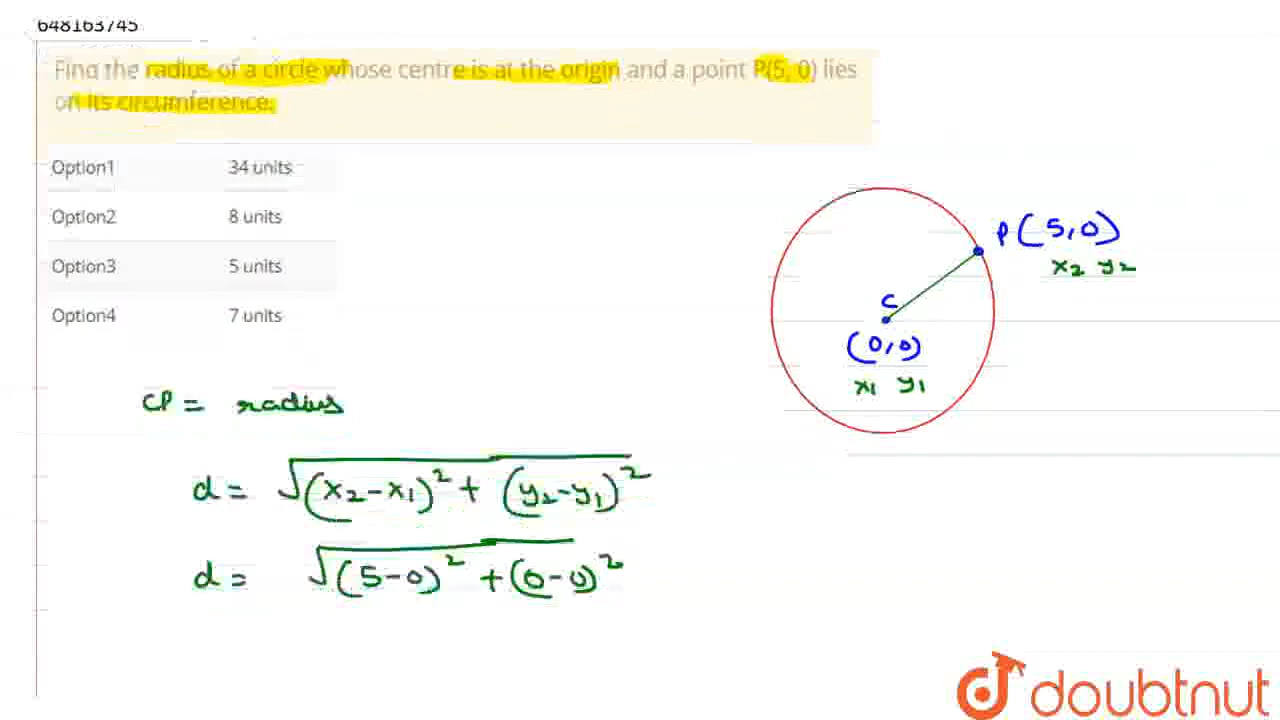 648163745
Find the radius of a circle whose centre is at the origin and a point P(5, 0) lies
on its circumference.
Option1 34 units
Option2 8 units
Option3 5 units
Option4 7 units
P(5,0)
x₂ y₂
C
(0,0)
x₁ y₁
CP = radius
d = √(x₂-x₁)² + (y₂-y₁)²
d = √(5-0)² + (0-0)²
doubtnut